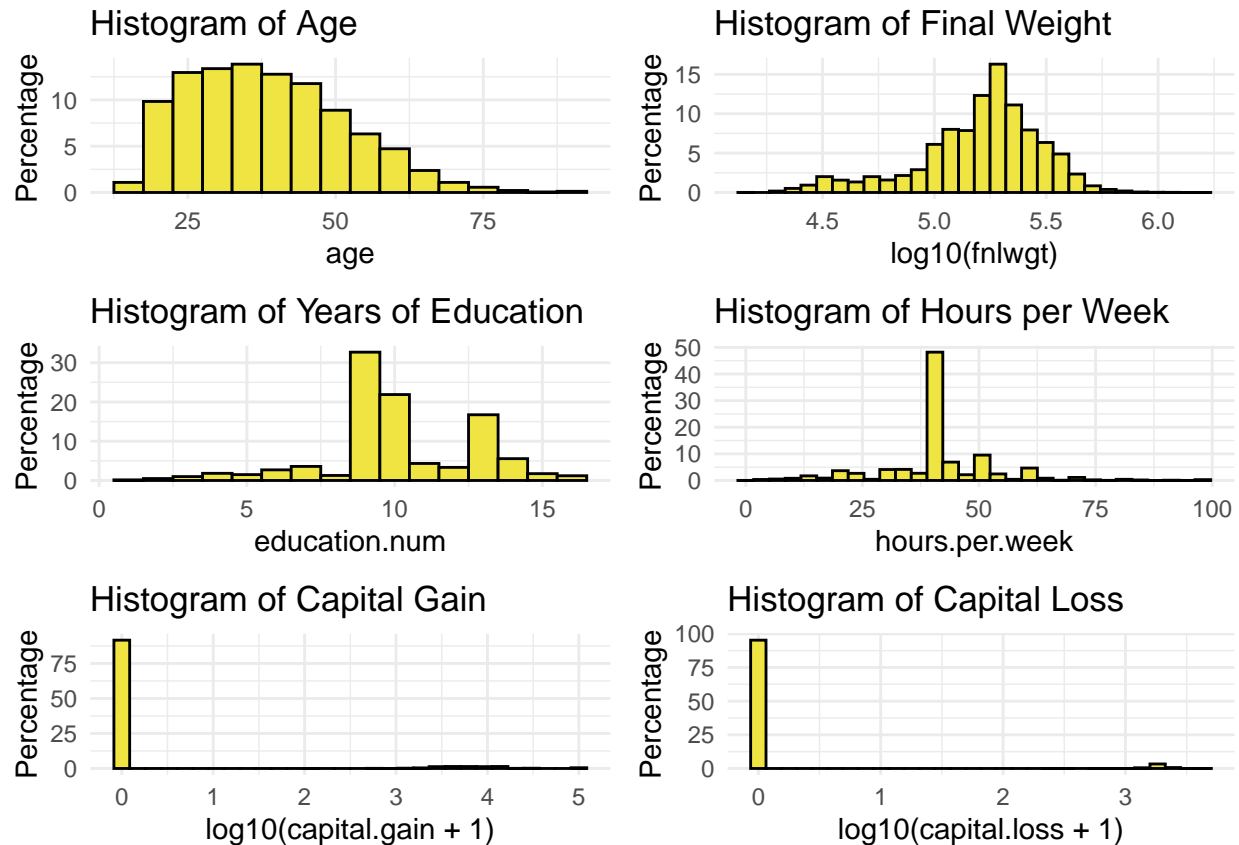 Histogram of Age
Percentage
10
5
0
25 50 75
age
Histogram of Final Weight
Percentage
15
10
5
0
4.5 5.0 5.5 6.0
log10(fnlwgt)
Histogram of Years of Education
Percentage
30
20
10
0
0 5 10 15
education.num
Histogram of Hours per Week
Percentage
50
40
30
20
10
0
0 25 50 75 100
hours.per.week
Histogram of Capital Gain
Percentage
75
50
25
0
0 1 2 3 4 5
log10(capital.gain + 1)
Histogram of Capital Loss
Percentage
100
75
50
25
0
0 1 2 3
log10(capital.loss + 1)